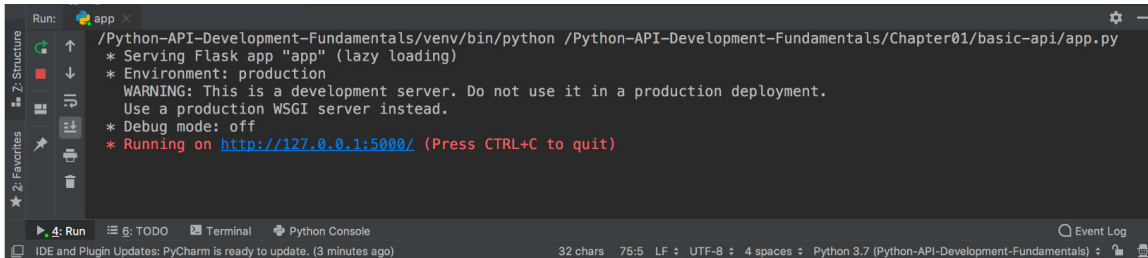 Run: app
Z: Structure
2: Favorites
/Python-API-Development-Fundamentals/venv/bin/python /Python-API-Development-Fundamentals/Chapter01/basic-api/app.py
* Serving Flask app "app" (lazy loading)
* Environment: production
WARNING: This is a development server. Do not use it in a production deployment.
Use a production WSGI server instead.
* Debug mode: off
* Running on http://127.0.0.1:5000/ (Press CTRL+C to quit)
4: Run 6: TODO Terminal Python Console Event Log
IDE and Plugin Updates: PyCharm is ready to update. (3 minutes ago) 32 chars 75:5 LF UTF-8 4 spaces Python 3.7 (Python-API-Development-Fundamentals)